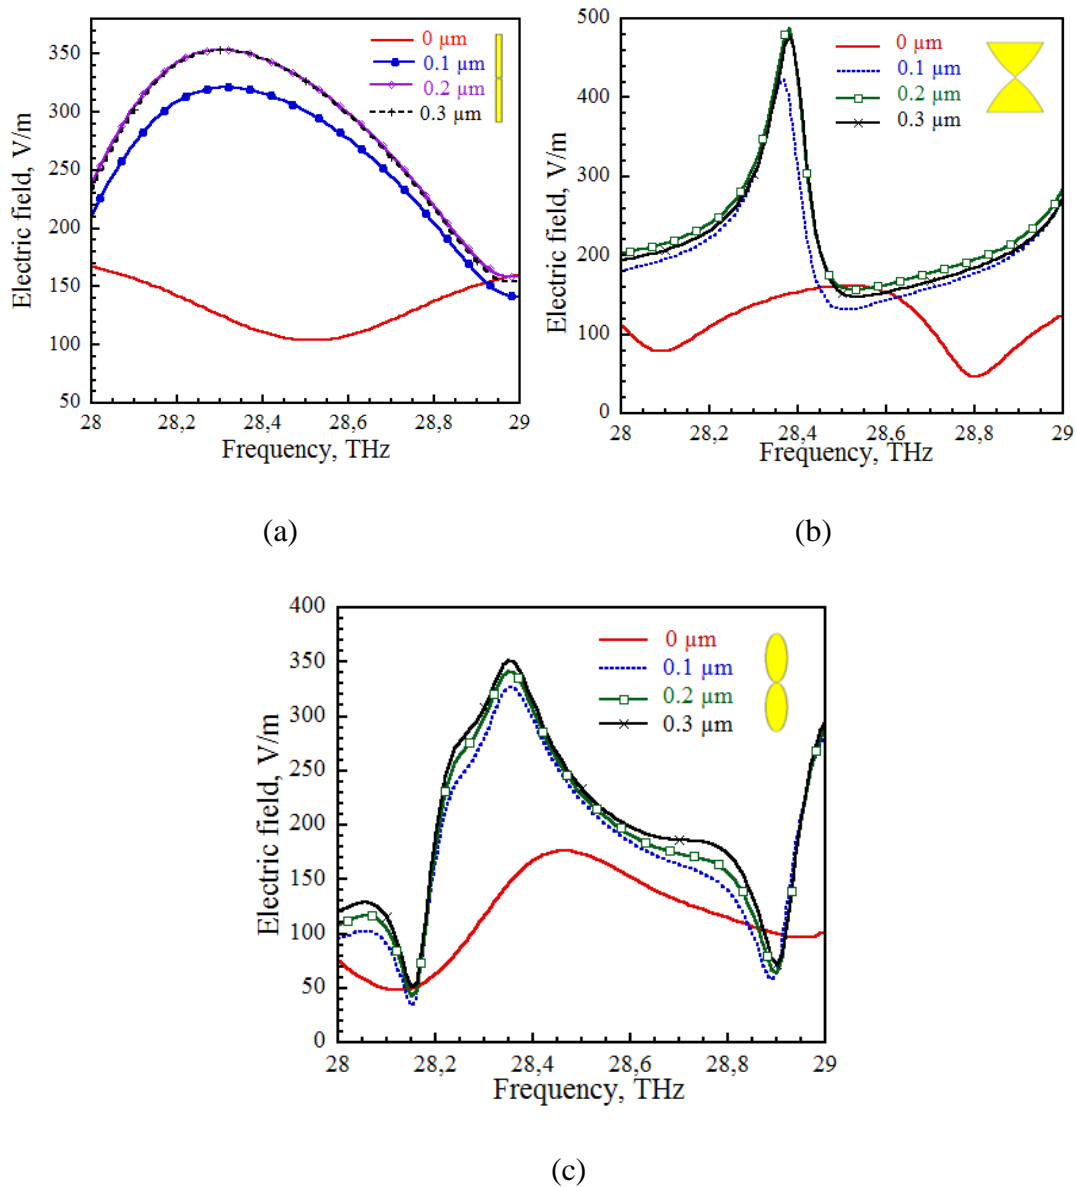 350
300
250
200
150
100
50
Electric field, V/m
0 µm
0.1 µm
0.2 µm
0.3 µm
28
28,2
28,4
28,6
28,8
29
Frequency, THz
(a)
500
400
300
200
100
0
Electric field, V/m
0 µm
0.1 µm
0.2 µm
0.3 µm
28
28,2
28,4
28,6
28,8
29
Frequency, THz
(b)
400
350
300
250
200
150
100
50
0
Electric field, V/m
0 µm
0.1 µm
0.2 µm
0.3 µm
28
28,2
28,4
28,6
28,8
29
Frequency, THz
(c)